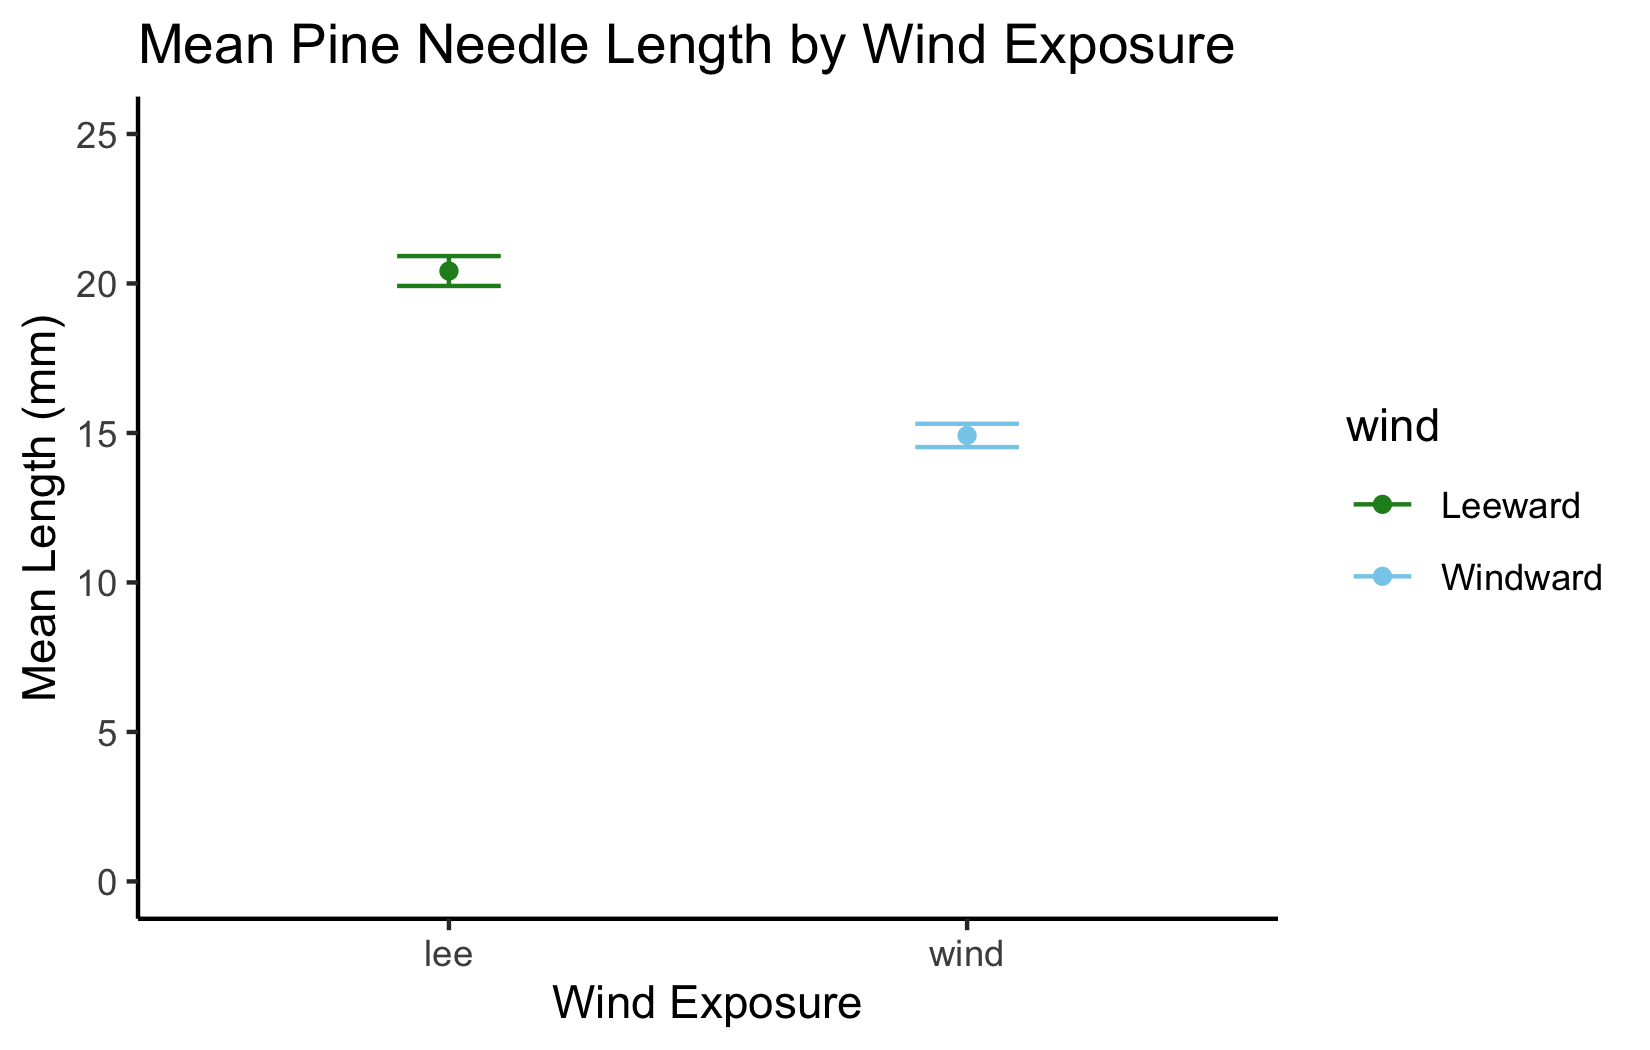 Mean Pine Needle Length by Wind Exposure
Mean Length (mm)
25
20
15
10
5
0
lee
wind
Wind Exposure
wind
Leeward
Windward